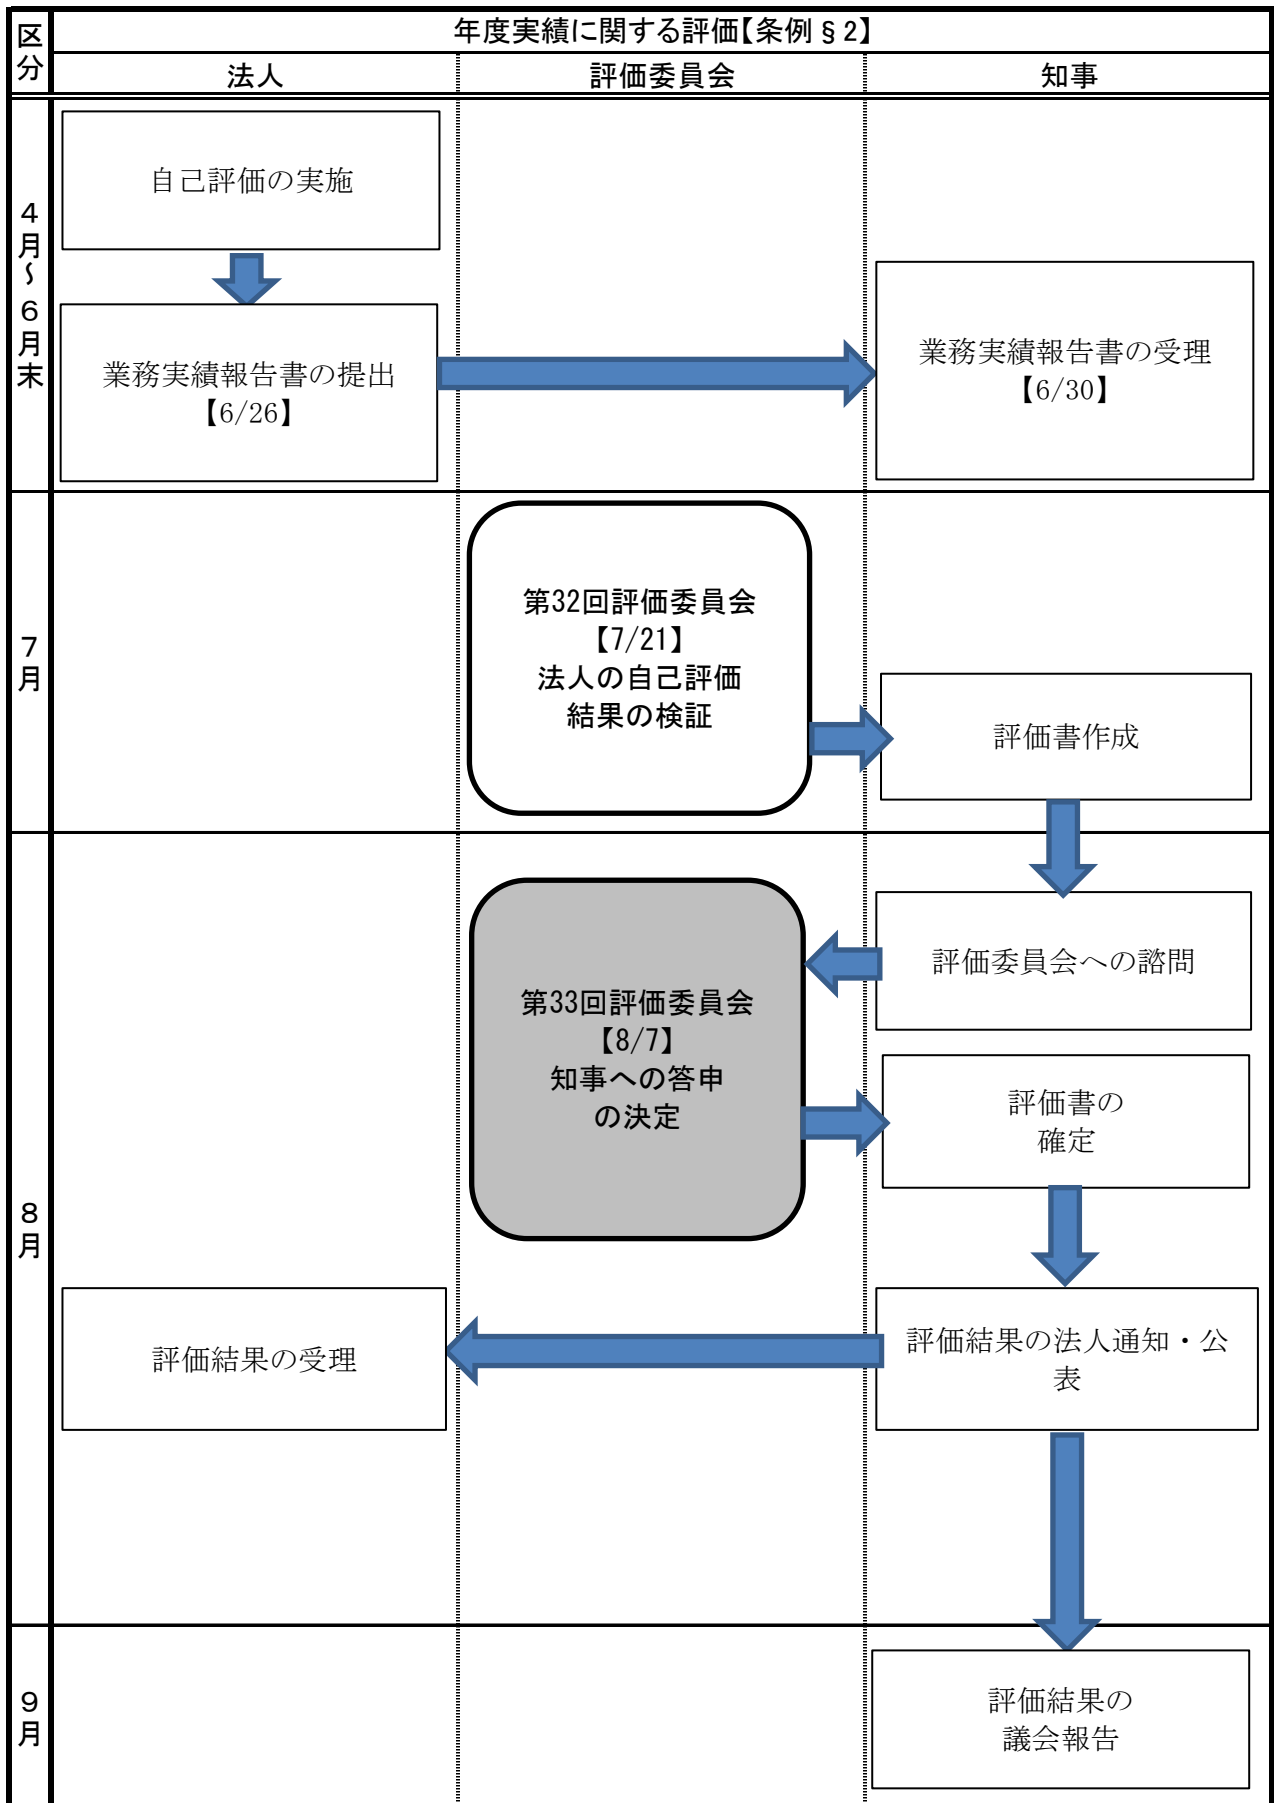 区分
年度実績に関する評価【条例§2】
法人
評価委員会
知事
4月~6月末
自己評価の実施
業務実績報告書の提出
【6/26】
業務実績報告書の受理
【6/30】
7月
第32回評価委員会
【7/21】
法人の自己評価
結果の検証
評価書作成
8月
評価委員会への諮問
第33回評価委員会
【8/7】
知事への答申
の決定
評価書の
確定
評価結果の法人通知・公
表
評価結果の受理
9月
評価結果の
議会報告